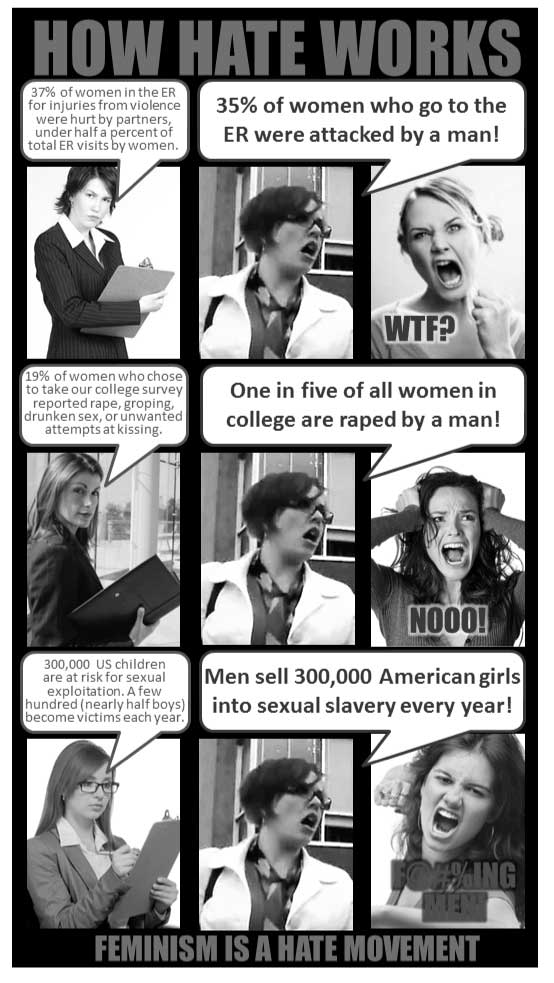 HOW HATE WORKS
37% of women in the ER
for injuries from violence
were hurt by partners,
under half a percent of
total ER visits by women.
35% of women who go to the
ER were attacked by a man!
WTF?
19% of women who chose
to take our college survey
reported rape, groping,
drunken sex, or unwanted
attempts at kissing.
One in five of all women in
college are raped by a man!
NOOO!
300,000 US children
are at risk for sexual
exploitation. A few
hundred (nearly half boys)
become victims each year.
Men sell 300,000 American girls
into sexual slavery every year!
F@#%ING
MEN!
FEMINISM IS A HATE MOVEMENT